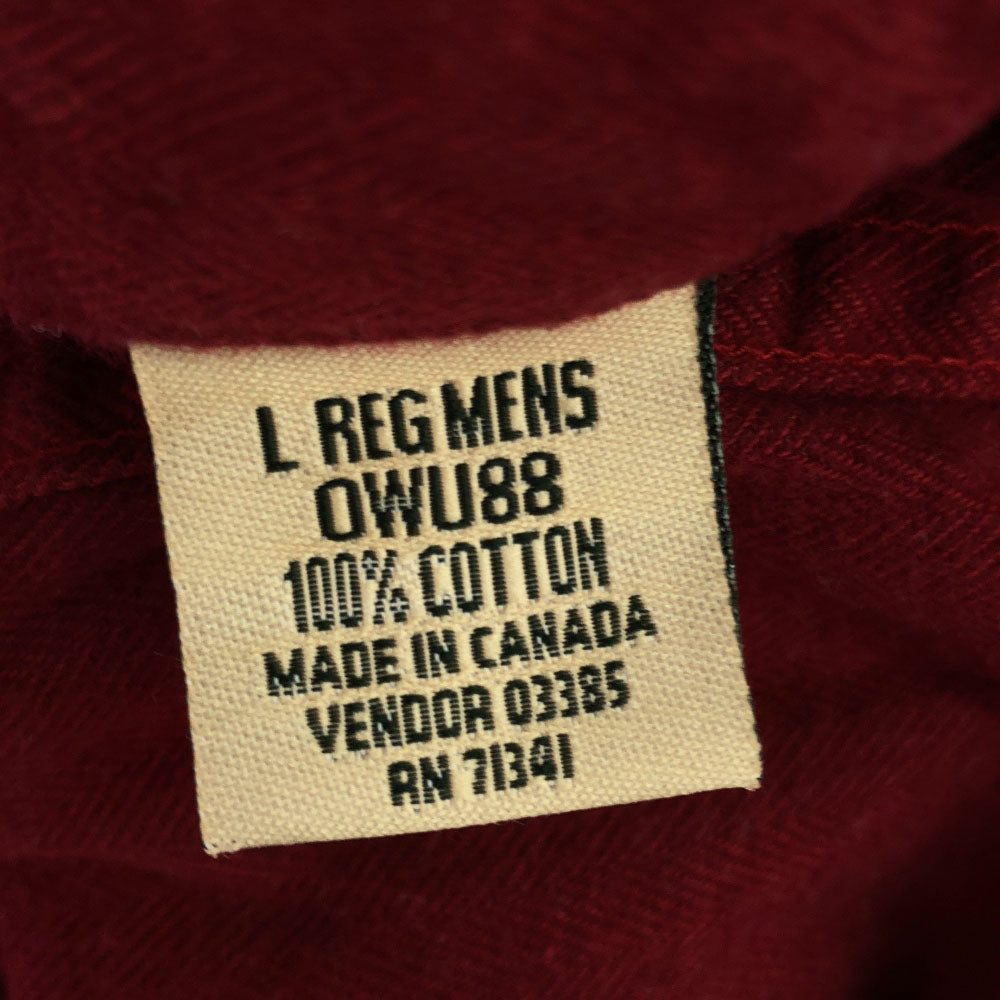 L REG MENS
OWU88
100% COTTON
MADE IN CANADA
VENDOR 03385
RN 71341